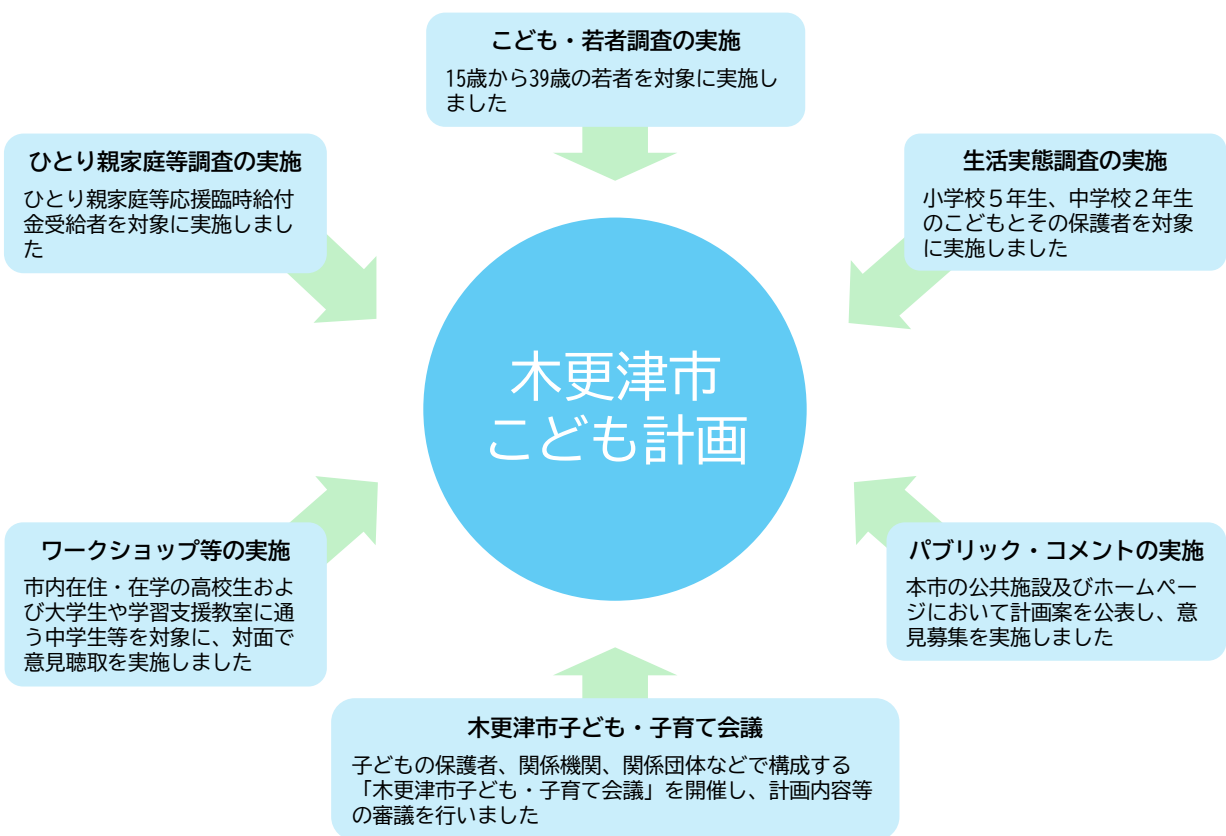 こども・若者調査の実施
15歳から39歳の若者を対象に実施し
ました
ひとり親家庭等調査の実施
ひとり親家庭等応援臨時給付
金受給者を対象に実施しまし
た
生活実態調査の実施
小学校５年生、中学校２年生
のこどもとその保護者を対象
に実施しました
木更津市
こども計画
ワークショップ等の実施
市内在住・在学の高校生およ
び大学生や学習支援教室に通
う中学生等を対象に、対面で
意見聴取を実施しました
パブリック・コメントの実施
本市の公共施設及びホームペー
ジにおいて計画案を公表し、意
見募集を実施しました
木更津市子ども・子育て会議
子どもの保護者、関係機関、関係団体などで構成する
「木更津市子ども・子育て会議」を開催し、計画内容等
の審議を行いました